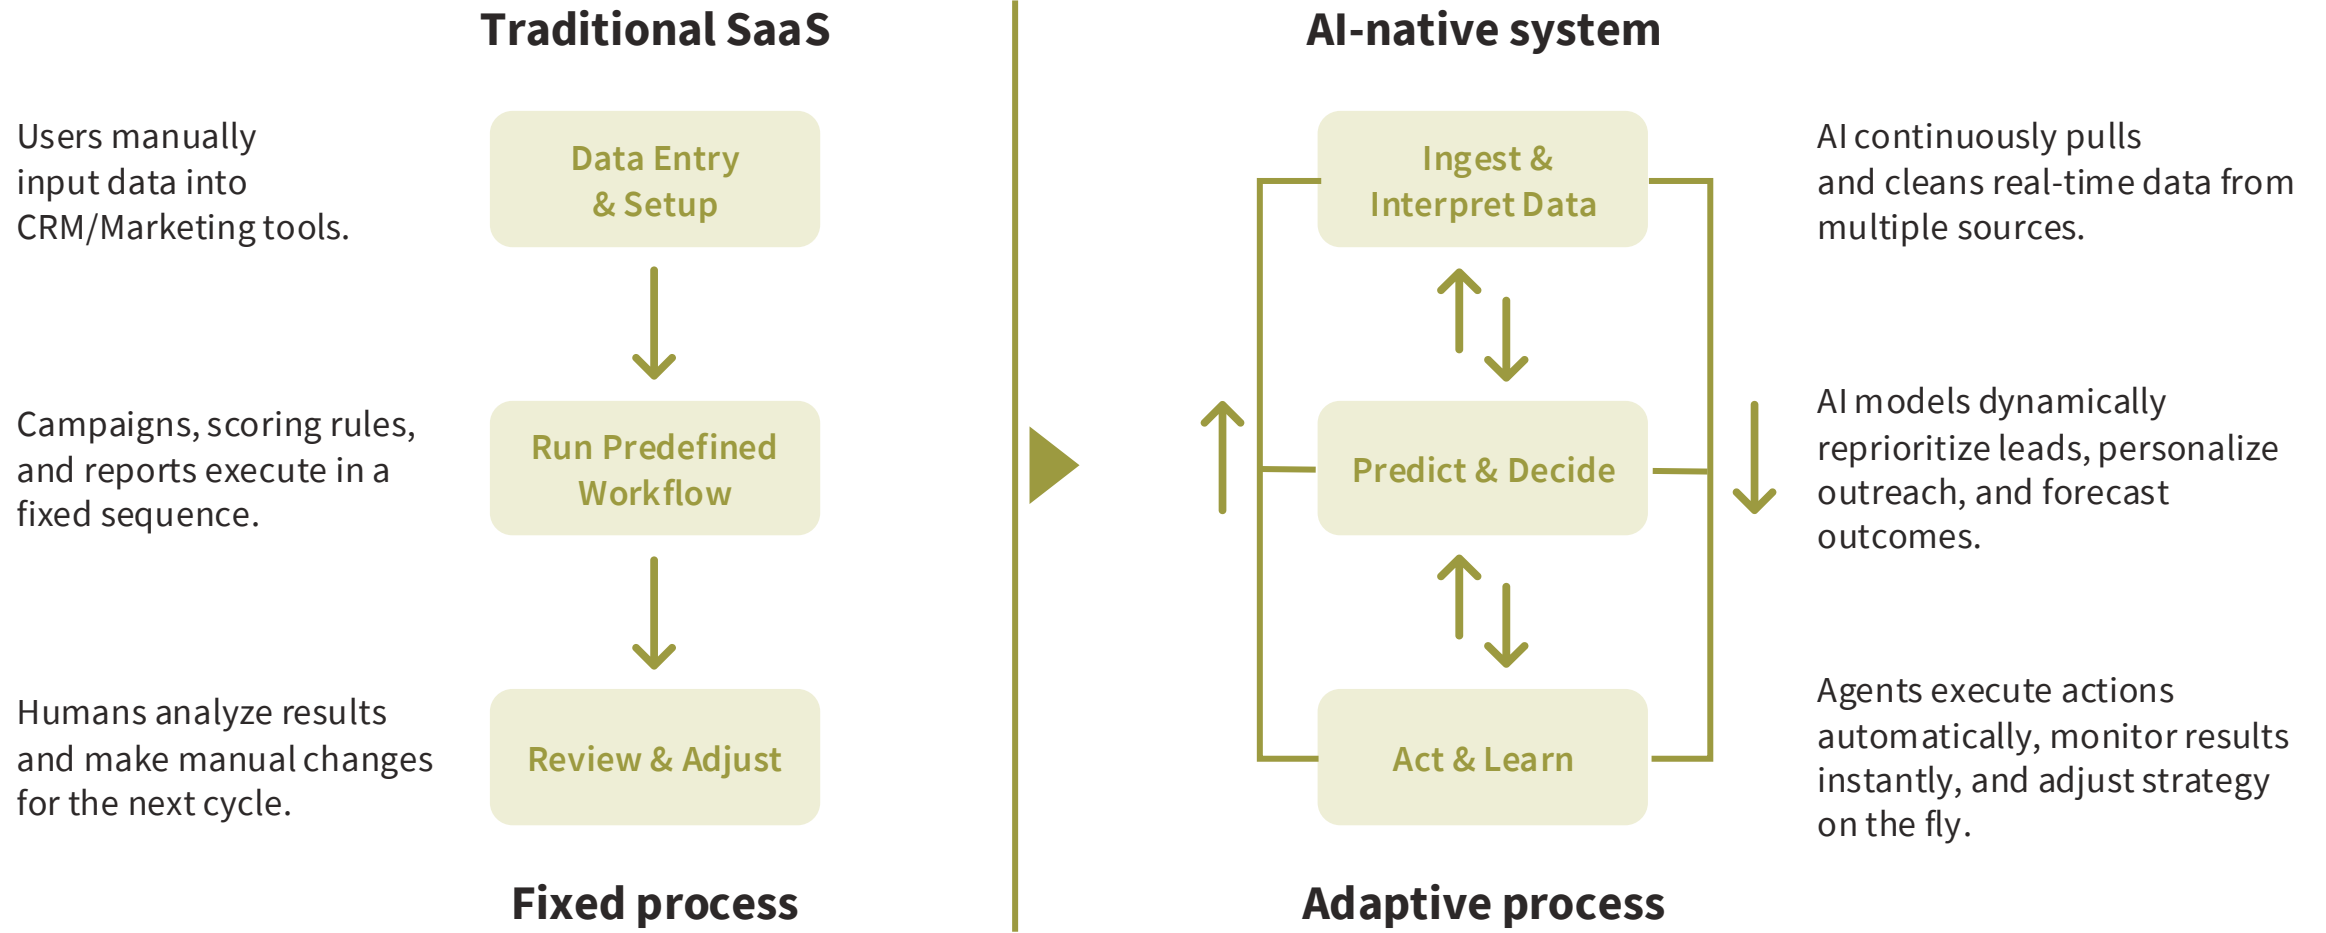 Traditional SaaS
Users manually
input data into
CRM/Marketing tools.
Data Entry
& Setup
Campaigns, scoring rules,
and reports execute in a
fixed sequence.
Run Predefined
Workflow
Humans analyze results
and make manual changes
for the next cycle.
Review & Adjust
Fixed process
AI-native system
Ingest &
Interpret Data
AI continuously pulls
and cleans real-time data from
multiple sources.
Predict & Decide
AI models dynamically
reprioritize leads, personalize
outreach, and forecast
outcomes.
Act & Learn
Agents execute actions
automatically, monitor results
instantly, and adjust strategy
on the fly.
Adaptive process